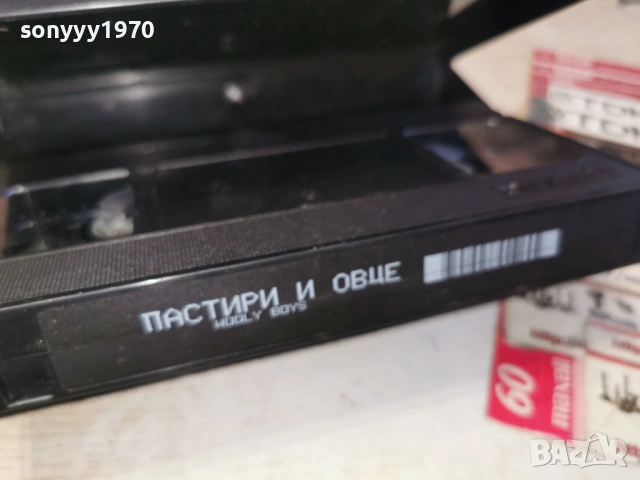 sonyyy1970
ПАСТИРИ И ОВЦЕ
WOOLY BOYS
60
maxell
BAZAR